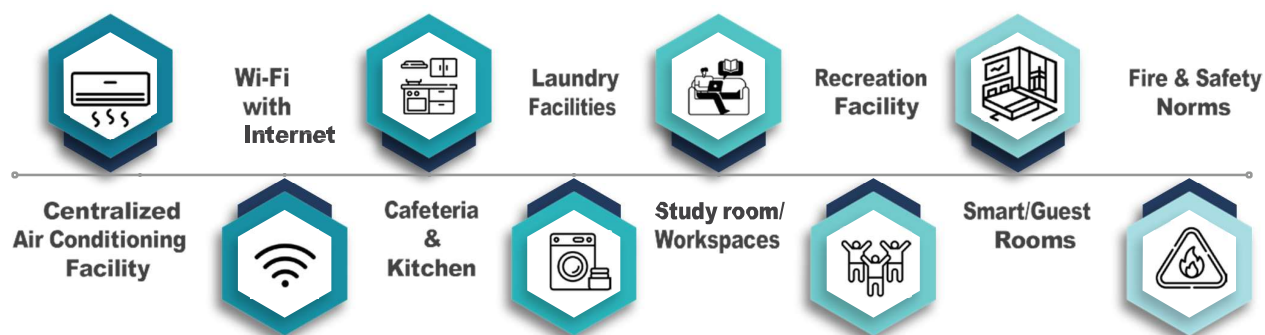 Wi-Fi
with
Internet
Laundry
Facilities
Recreation
Facility
Fire & Safety
Norms
Centralized
Air Conditioning
Facility
Cafeteria
&
Kitchen
Study room/
Workspaces
Smart/Guest
Rooms